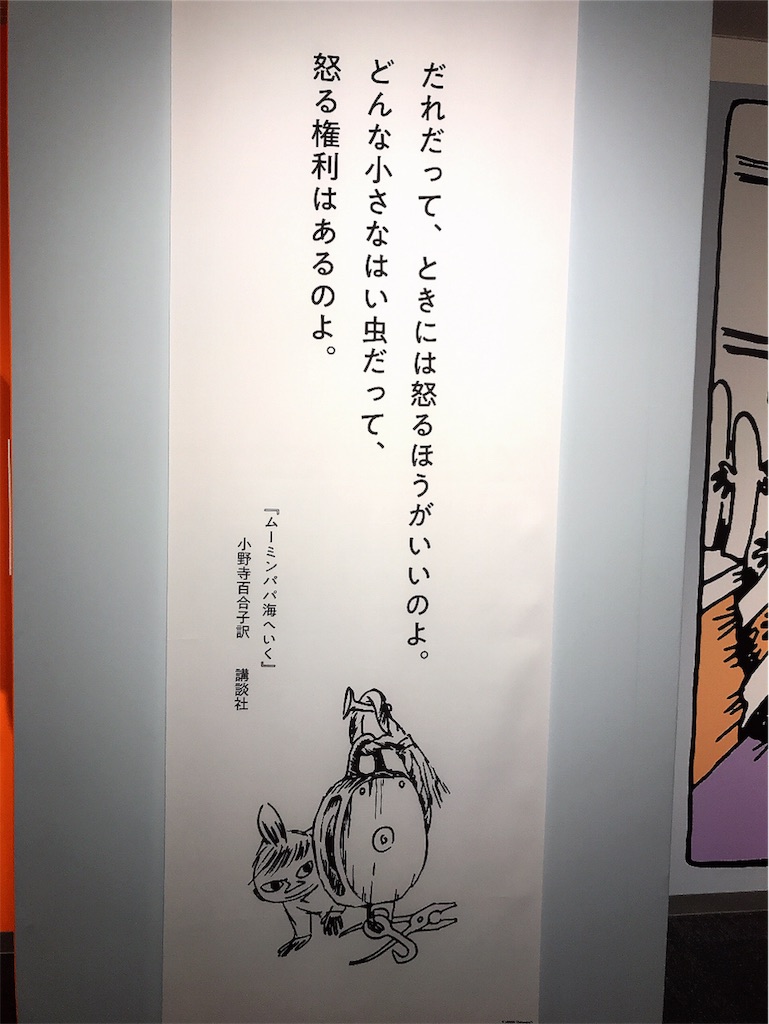 だれだって、ときには怒るほうがいいのよ。
どんな小さなはい虫だって、
怒る権利はあるのよ。
『ムーミンパパ海へいく』
小野寺百合子訳　講談社